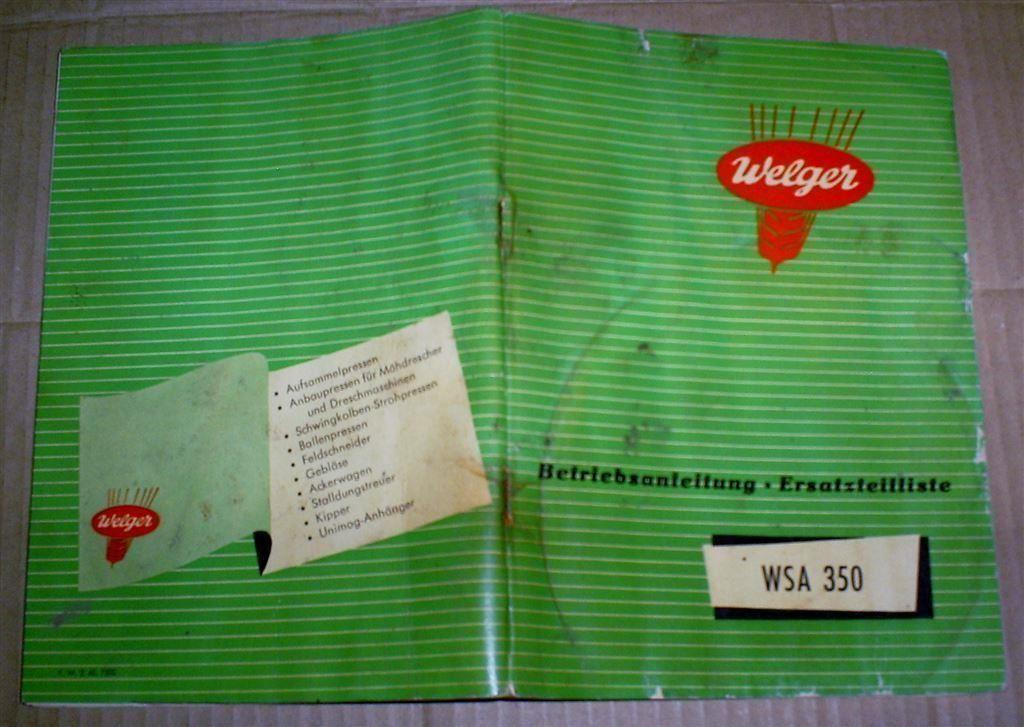 Welger
Betriebsanleitung · Ersatzteilliste
WSA 350
• Aufsammelpressen
• Anbaupressen für Mähdrescher
und Dreschmaschinen
• Schwingkolben-Strohpressen
• Ballenpressen
• Feldschneider
• Gebläse
• Ackerwagen
• Stalldungstreuer
• Kipper
• Unimog-Anhänger
Welger